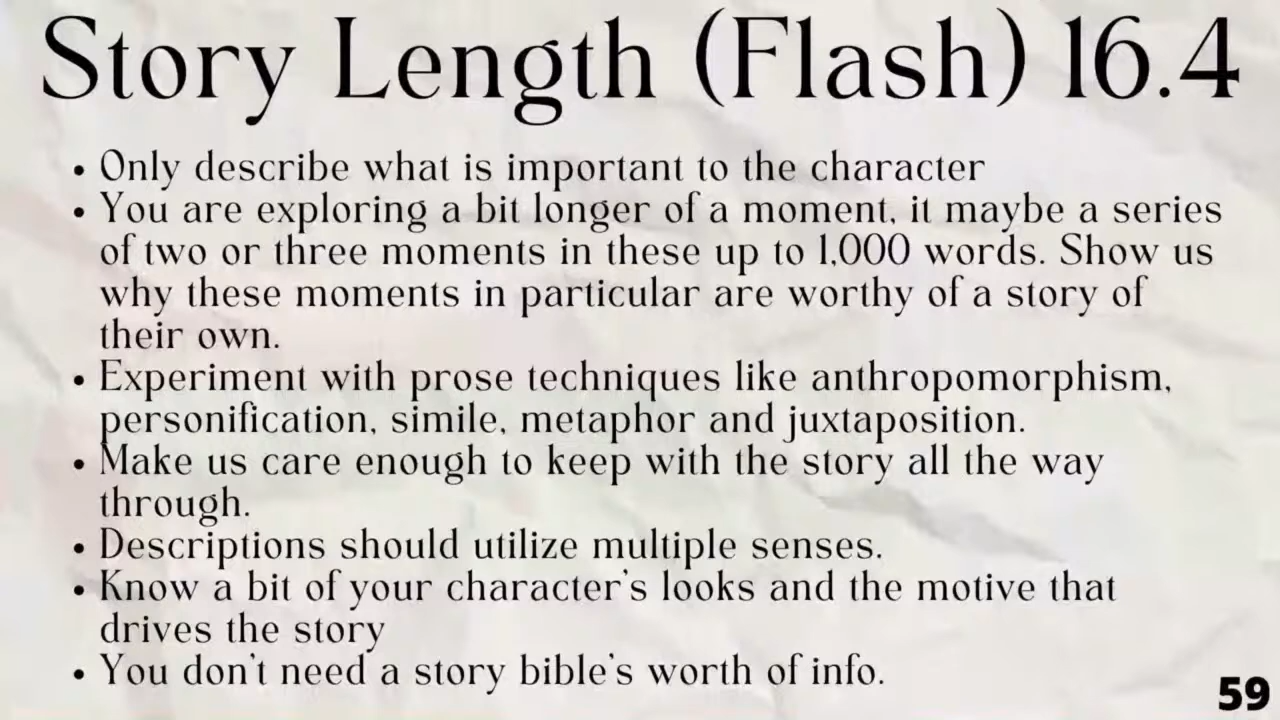 Story Length (Flash) 16.4
• Only describe what is important to the character
• You are exploring a bit longer of a moment, it maybe a series
of two or three moments in these up to 1,000 words. Show us
why these moments in particular are worthy of a story of
their own.
• Experiment with prose techniques like anthropomorphism,
personification, simile, metaphor and juxtaposition.
• Make us care enough to keep with the story all the way
through.
• Descriptions should utilize multiple senses.
• Know a bit of your character's looks and the motive that
drives the story
• You don't need a story bible's worth of info.
59